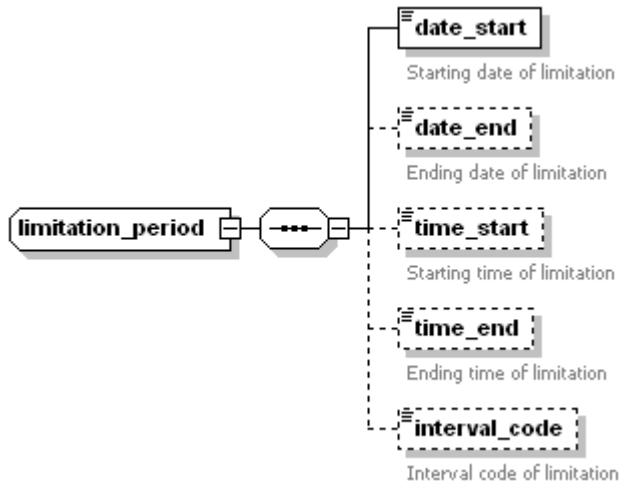 date_start
Starting date of limitation
date_end
Ending date of limitation
limitation_period
time_start
Starting time of limitation
time_end
Ending time of limitation
interval_code
Interval code of limitation